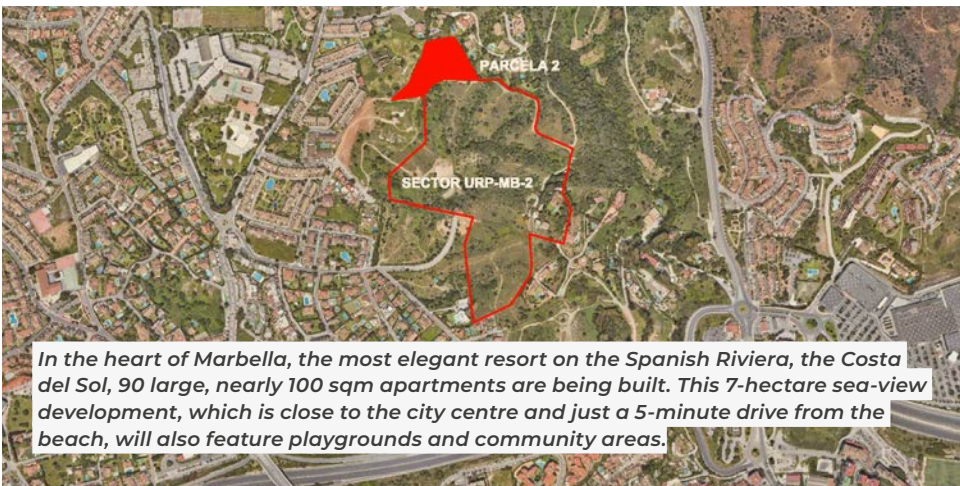 PARCELA 2
SECTOR URP-MB-2
In the heart of Marbella, the most elegant resort on the Spanish Riviera, the Costa
del Sol, 90 large, nearly 100 sqm apartments are being built. This 7-hectare sea-view
development, which is close to the city centre and just a 5-minute drive from the
beach, will also feature playgrounds and community areas.